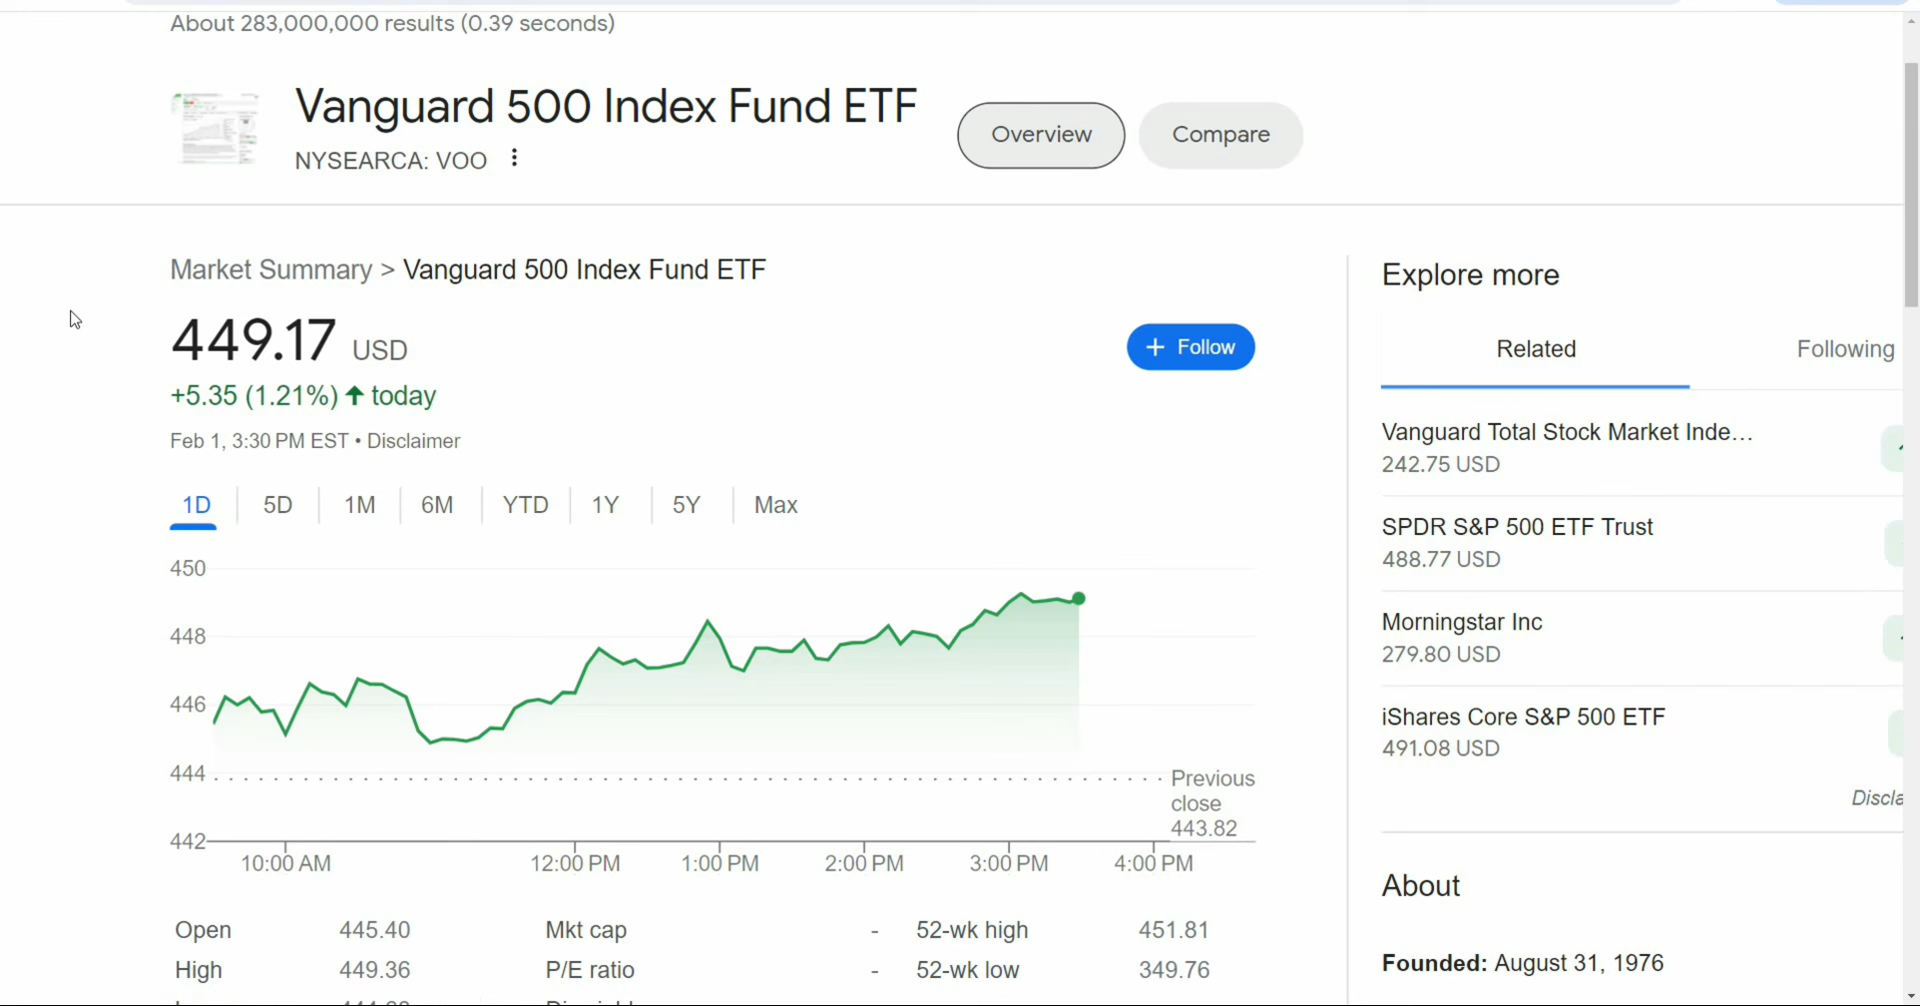 About 283,000,000 results (0.39 seconds)
Vanguard 500 Index Fund ETF
NYSEARCA: VOO
Overview
Compare
Market Summary > Vanguard 500 Index Fund ETF
449.17 USD
+5.35 (1.21%) ↑ today
Feb 1, 3:30 PM EST • Disclaimer
+ Follow
1D 5D 1M 6M YTD 1Y 5Y Max
450
448
446
444
442
Previous
close
443.82
10:00 AM 12:00 PM 1:00 PM 2:00 PM 3:00 PM 4:00 PM
Open 445.40 Mkt cap - 52-wk high 451.81
High 449.36 P/E ratio - 52-wk low 349.76
Explore more
Related Following
Vanguard Total Stock Market Inde...
242.75 USD
SPDR S&P 500 ETF Trust
488.77 USD
Morningstar Inc
279.80 USD
iShares Core S&P 500 ETF
491.08 USD
Discla
About
Founded: August 31, 1976